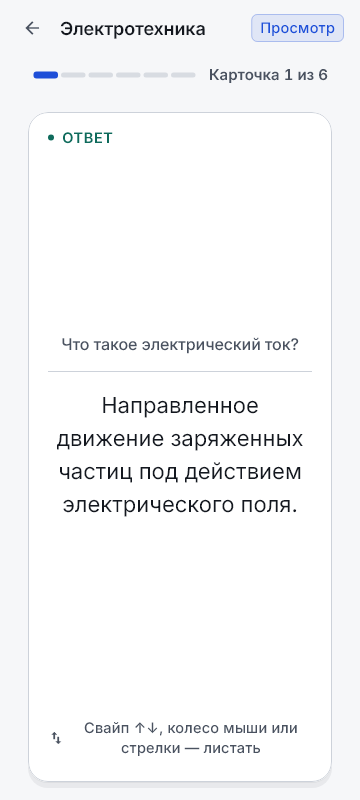 Электротехника
Просмотр
Карточка 1 из 6
ОТВЕТ
Что такое электрический ток?
Направленное
движение заряженных
частиц под действием
электрического поля.
Свайп ↑↓, колесо мыши или
стрелки — листать